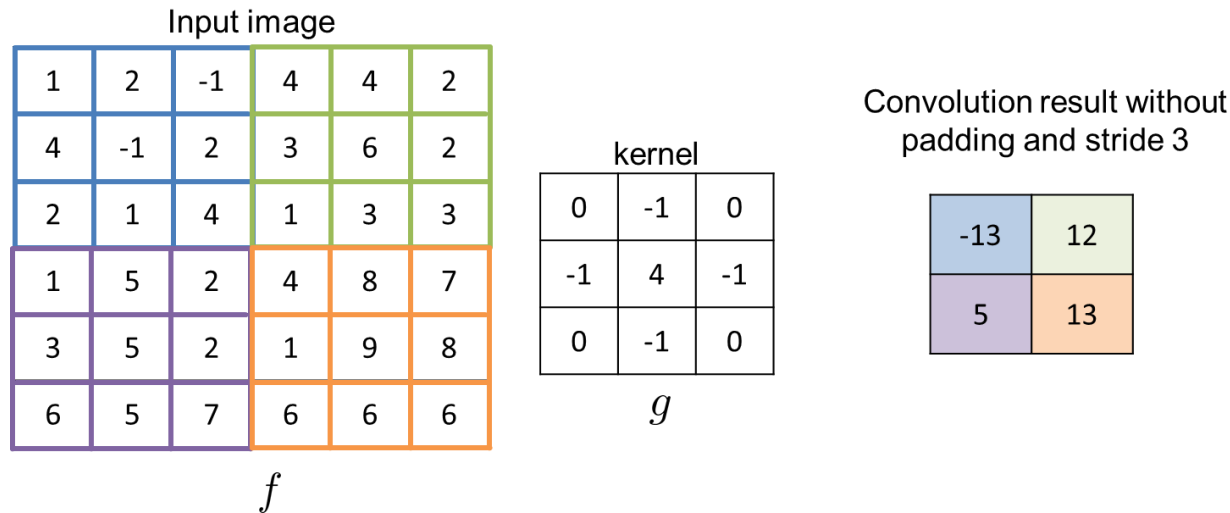 Input image
1 2 -1 4 4 2
4 -1 2 3 6 2
2 1 4 1 3 3
1 5 2 4 8 7
3 5 2 1 9 8
6 5 7 6 6 6
f
kernel
0 -1 0
-1 4 -1
0 -1 0
g
Convolution result without
padding and stride 3
-13 12
5 13